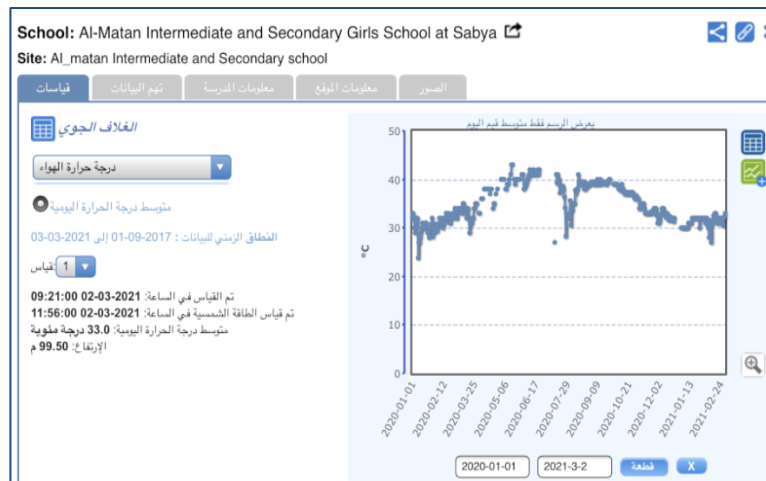 School: Al-Matan Intermediate and Secondary Girls School at Sabya
Site: Al_matan Intermediate and Secondary school
قياسات
تهم البيانات
معلومات المدرسة
معلومات الموقع
الصور
الغلاف الجوي
درجة حرارة الهواء
متوسط درجة الحرارة اليومية
النطاق الزمني للبيانات : 2017-09-01 إلى 2021-03-03
قياس: 1
تم القياس في الساعة: 2021-03-02 09:21:00
تم قياس الطاقة الشمسية في الساعة: 2021-03-02 11:56:00
متوسط درجة الحرارة اليومية: 33.0 درجة مئوية
الإرتفاع: 99.50 م
يعرض الرسم فقط متوسط قيم اليوم
50
40
30
20
10
0
°C
2020-01-01
2020-02-12
2020-03-25
2020-05-06
2020-06-17
2020-07-29
2020-09-09
2020-10-21
2020-12-02
2021-01-13
2021-02-24
2020-01-01
2021-3-2
قطعة
X